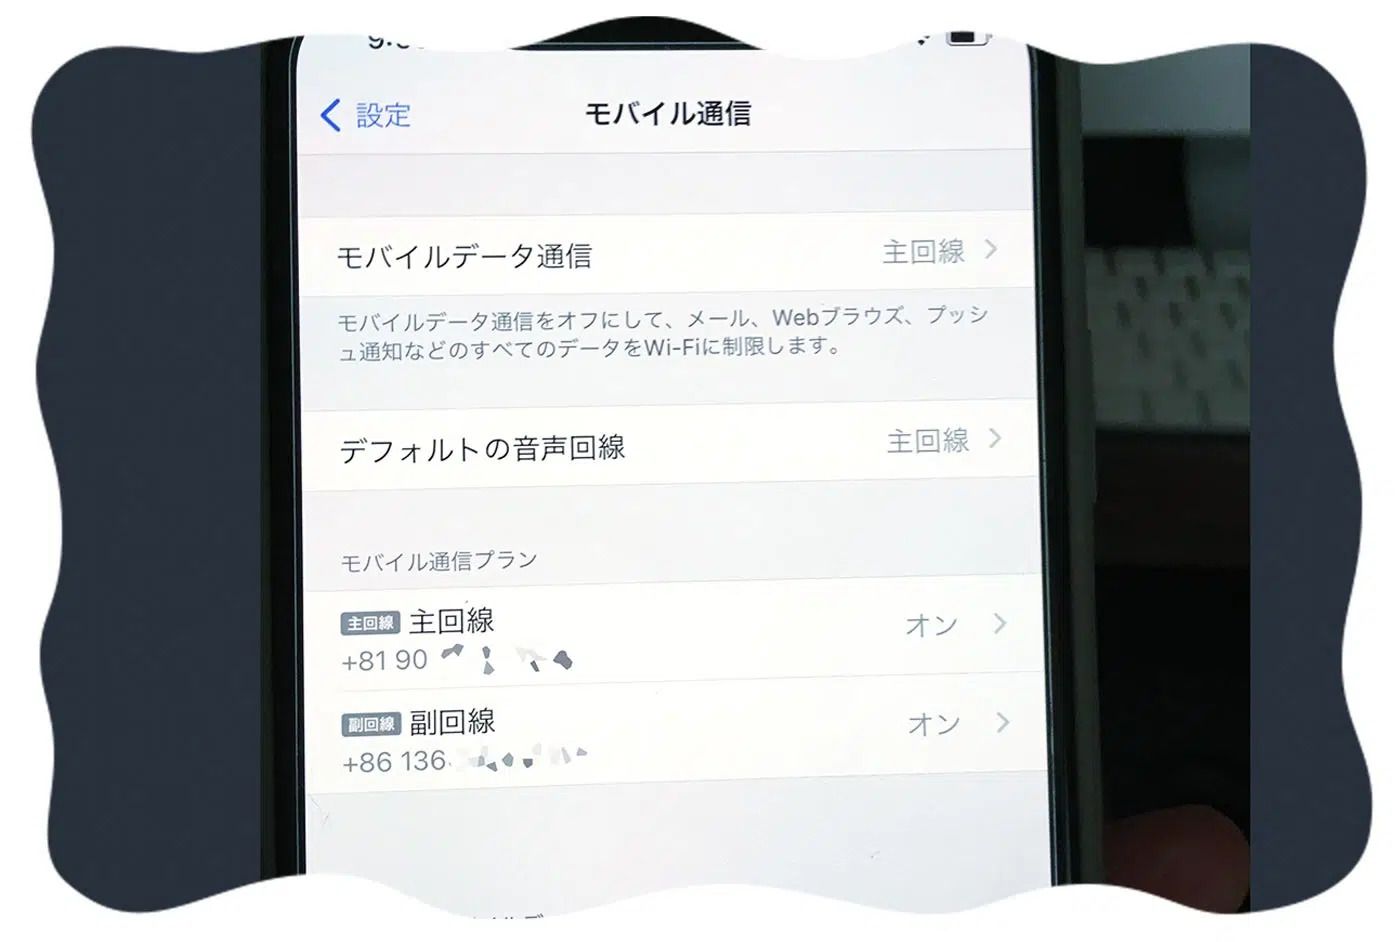 設定
モバイル通信
モバイルデータ通信 主回線
モバイルデータ通信をオフにして、メール、Webブラウズ、プッシ
ュ通知などのすべてのデータをWi-Fiに制限します。
デフォルトの音声回線 主回線
モバイル通信プラン
主回線 主回線 オン
+81 90
副回線 副回線 オン
+86 136